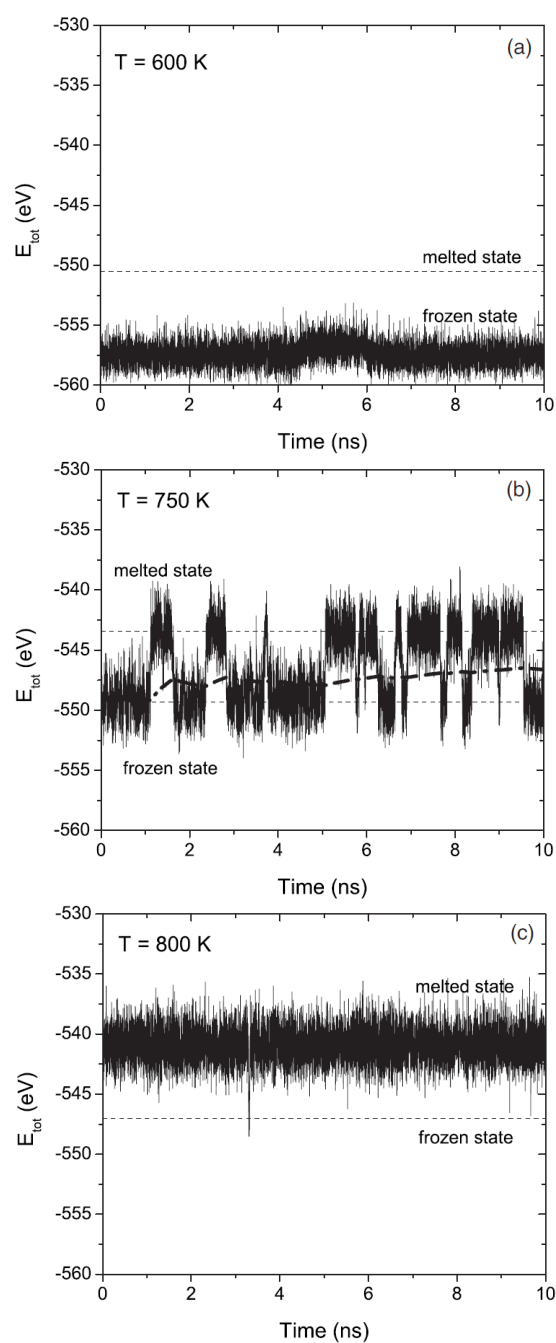 -530
(a)
T = 600 K
-535
-540
-545
E_tot (eV)
melted state
-550
frozen state
-555
-560
0 2 4 6 8 10
Time (ns)
-530
(b)
T = 750 K
-535
melted state
-540
-545
E_tot (eV)
-550
frozen state
-555
-560
0 2 4 6 8 10
Time (ns)
-530
(c)
T = 800 K
-535
melted state
-540
-545
E_tot (eV)
frozen state
-550
-555
-560
0 2 4 6 8 10
Time (ns)